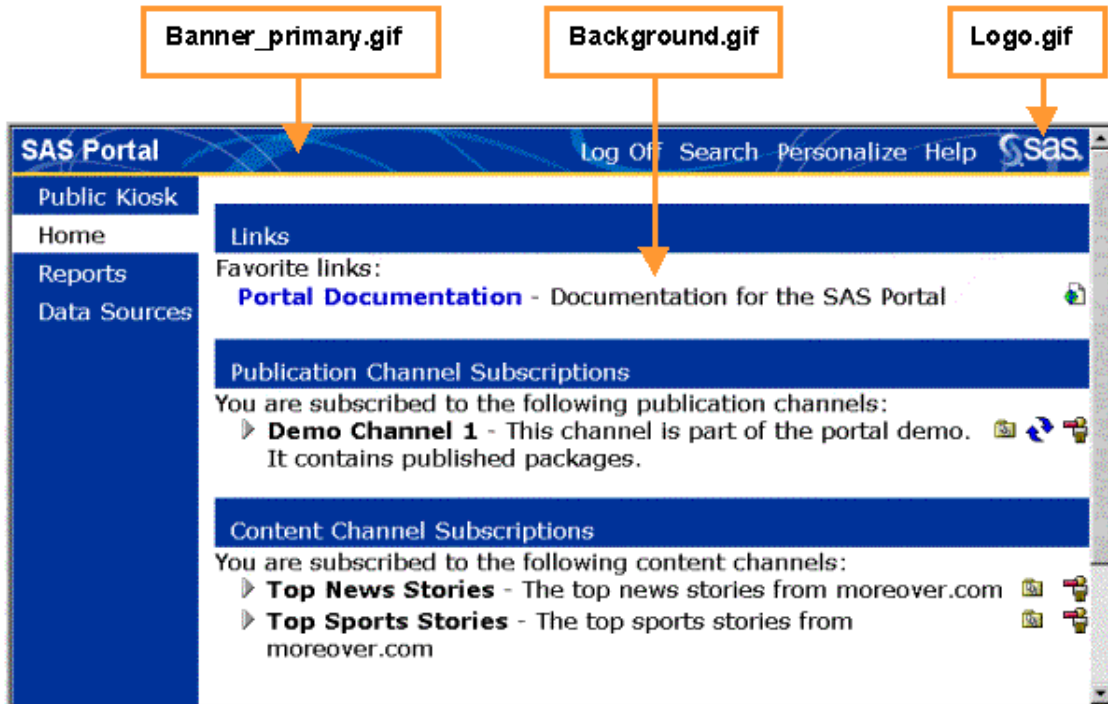 Banner_primary.gif Background.gif Logo.gif
SAS Portal Log Off Search Personalize Help sas.
Public Kiosk
Home
Reports
Data Sources
Links
Favorite links:
Portal Documentation - Documentation for the SAS Portal
Publication Channel Subscriptions
You are subscribed to the following publication channels:
Demo Channel 1 - This channel is part of the portal demo.
It contains published packages.
Content Channel Subscriptions
You are subscribed to the following content channels:
Top News Stories - The top news stories from moreover.com
Top Sports Stories - The top sports stories from
moreover.com